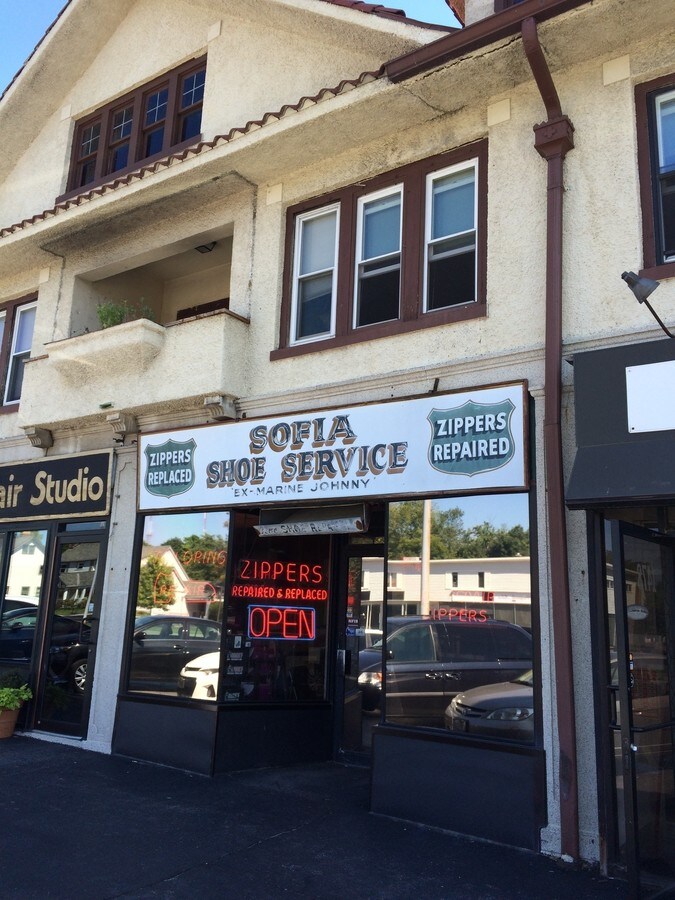 air Studio
ZIPPERS
REPLACED
SOFIA
SHOE SERVICE
"EX-MARINE JOHNNY"
ZIPPERS
REPAIRED
ZIPPERS
REPAIRED & REPLACED
OPEN